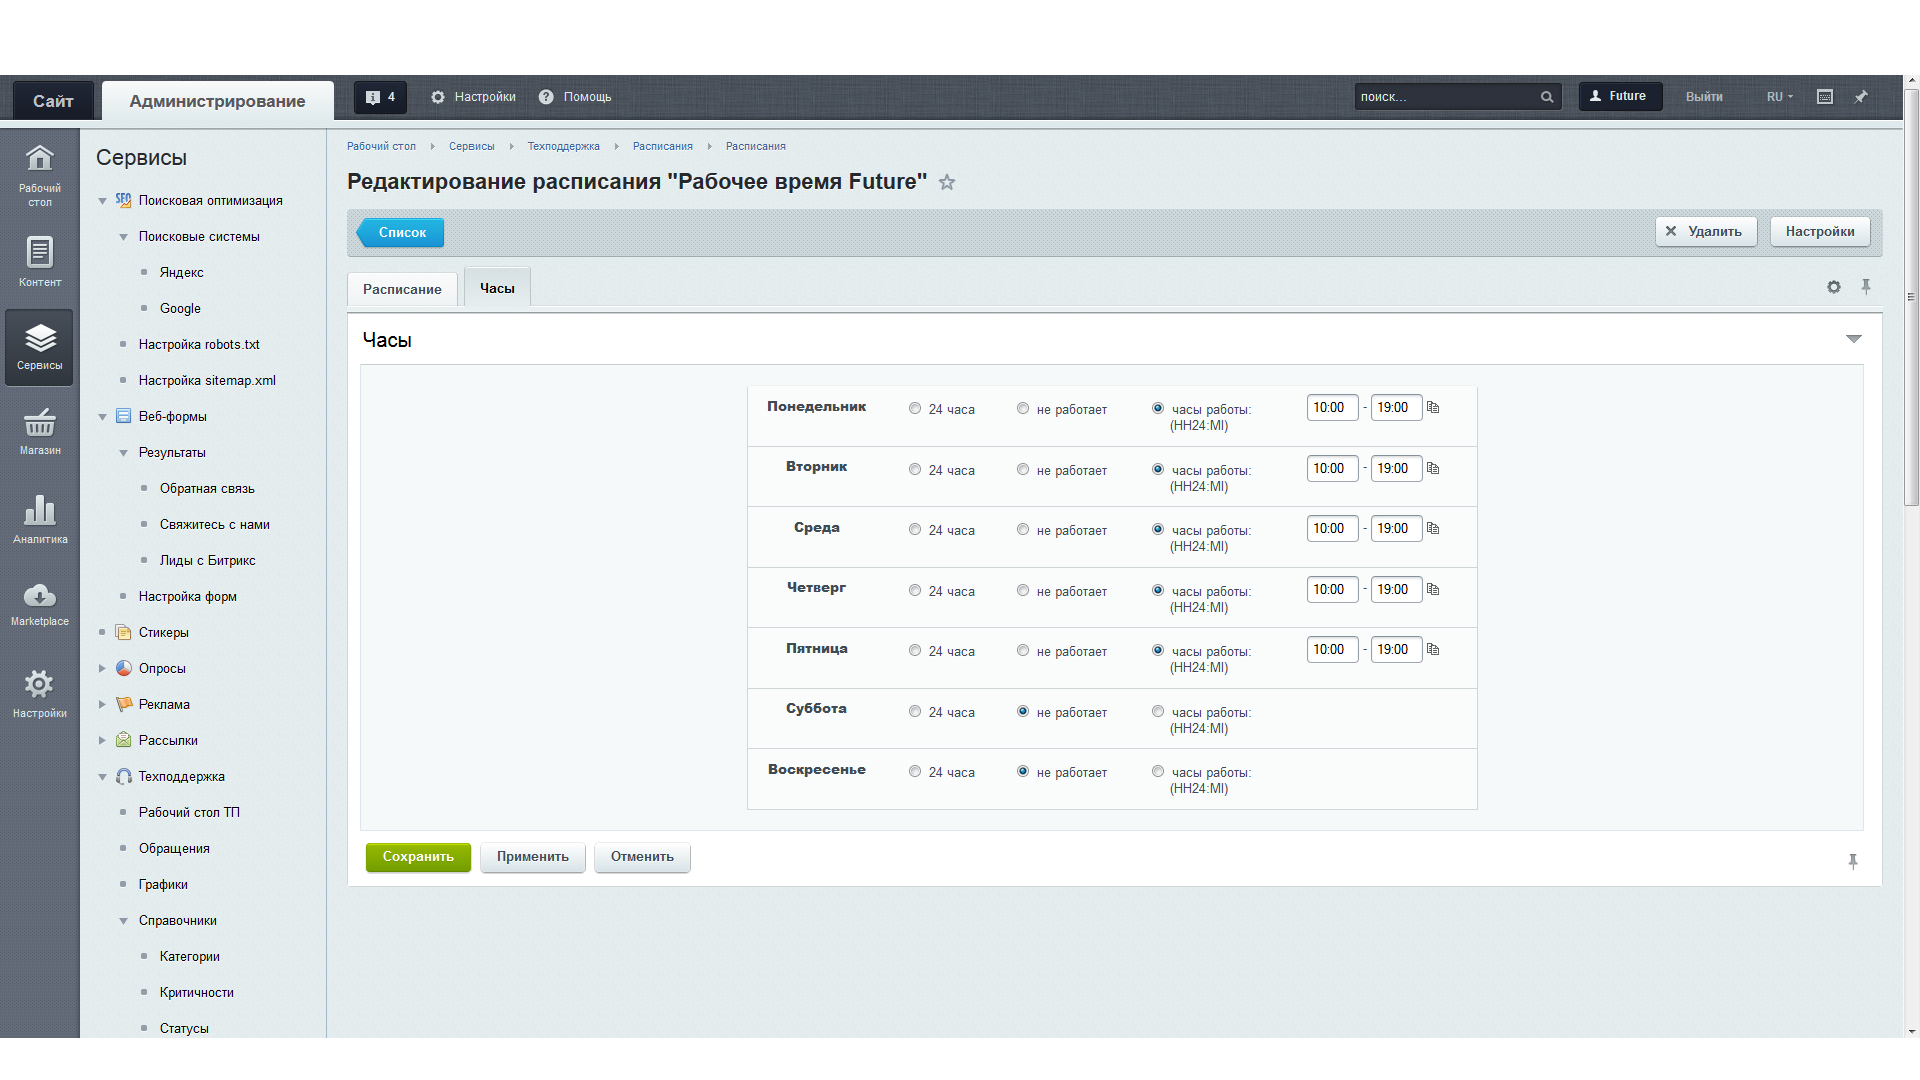 Сайт
Администрирование
4
Настройки
Помощь
поиск...
Future
Выйти
RU
Рабочий стол
Контент
Сервисы
Магазин
Аналитика
Marketplace
Настройки
Сервисы
SEO Поисковая оптимизация
Поисковые системы
Яндекс
Google
Настройка robots.txt
Настройка sitemap.xml
Веб-формы
Результаты
Обратная связь
Свяжитесь с нами
Лиды с Битрикс
Настройка форм
Стикеры
Опросы
Реклама
Рассылки
Техподдержка
Рабочий стол ТП
Обращения
Графики
Справочники
Категории
Критичности
Статусы
Рабочий стол Сервисы Техподдержка Расписания Расписания
Редактирование расписания "Рабочее время Future"
Список
Удалить
Настройки
Расписание
Часы
Часы
Понедельник 24 часа не работает часы работы: 10:00 - 19:00
(HH24:MI)
Вторник 24 часа не работает часы работы: 10:00 - 19:00
(HH24:MI)
Среда 24 часа не работает часы работы: 10:00 - 19:00
(HH24:MI)
Четверг 24 часа не работает часы работы: 10:00 - 19:00
(HH24:MI)
Пятница 24 часа не работает часы работы: 10:00 - 19:00
(HH24:MI)
Суббота 24 часа не работает часы работы:
(HH24:MI)
Воскресенье 24 часа не работает часы работы:
(HH24:MI)
Сохранить
Применить
Отменить